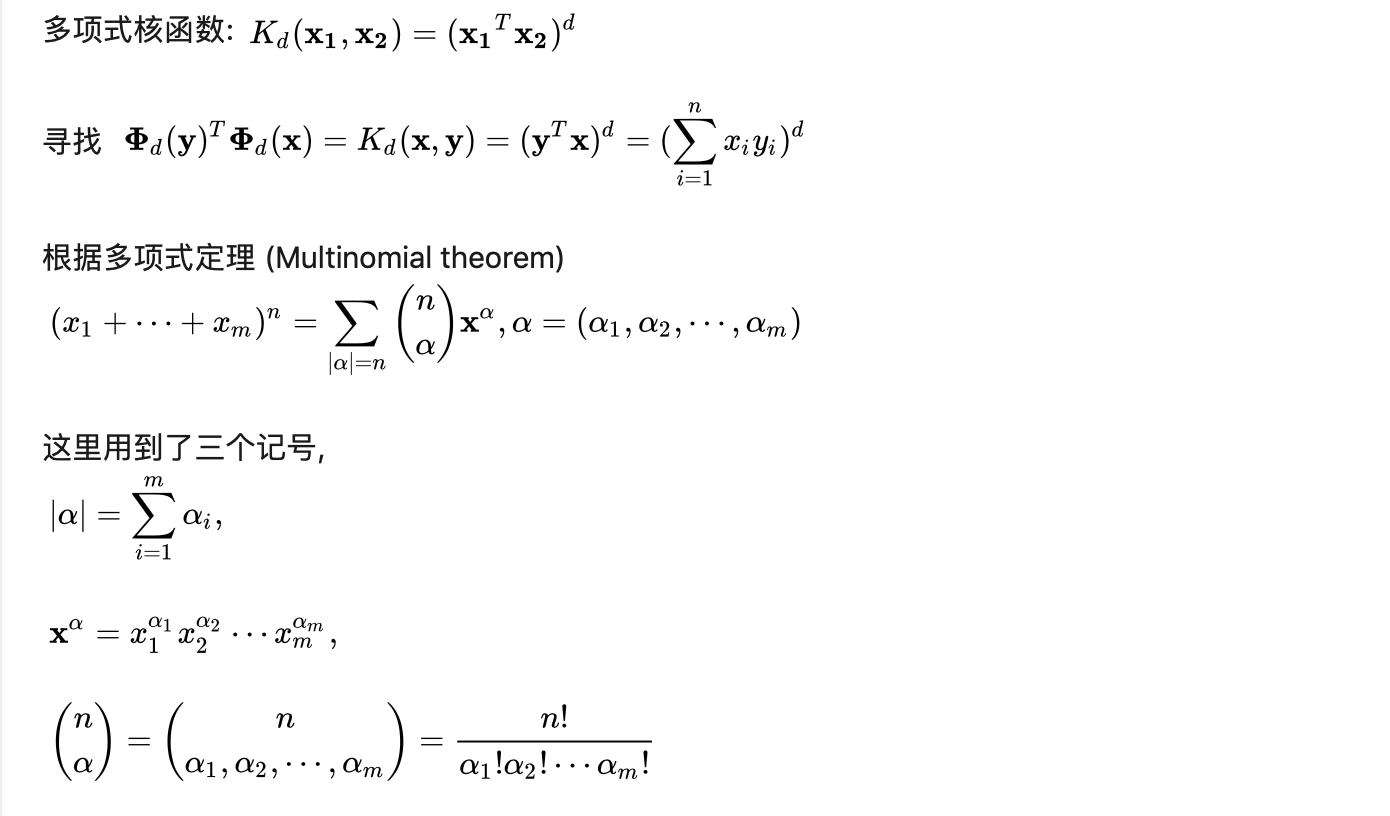 多项式核函数: $K_d(\mathbf{x_1}, \mathbf{x_2}) = (\mathbf{x_1}^T \mathbf{x_2})^d$
寻找 $\mathbf{\Phi}_d(\mathbf{y})^T \mathbf{\Phi}_d(\mathbf{x}) = K_d(\mathbf{x}, \mathbf{y}) = (\mathbf{y}^T \mathbf{x})^d = (\sum_{i=1}^{n} x_i y_i)^d$
根据多项式定理 (Multinomial theorem)
$(x_1 + \cdots + x_m)^n = \sum_{|\alpha|=n} \binom{n}{\alpha} \mathbf{x}^\alpha, \alpha = (\alpha_1, \alpha_2, \cdots, \alpha_m)$
这里用到了三个记号,
$|\alpha| = \sum_{i=1}^{m} \alpha_i,$
$\mathbf{x}^\alpha = x_1^{\alpha_1} x_2^{\alpha_2} \cdots x_m^{\alpha_m},$
$\binom{n}{\alpha} = \binom{n}{\alpha_1, \alpha_2, \cdots, \alpha_m} = \frac{n!}{\alpha_1! \alpha_2! \cdots \alpha_m!}$